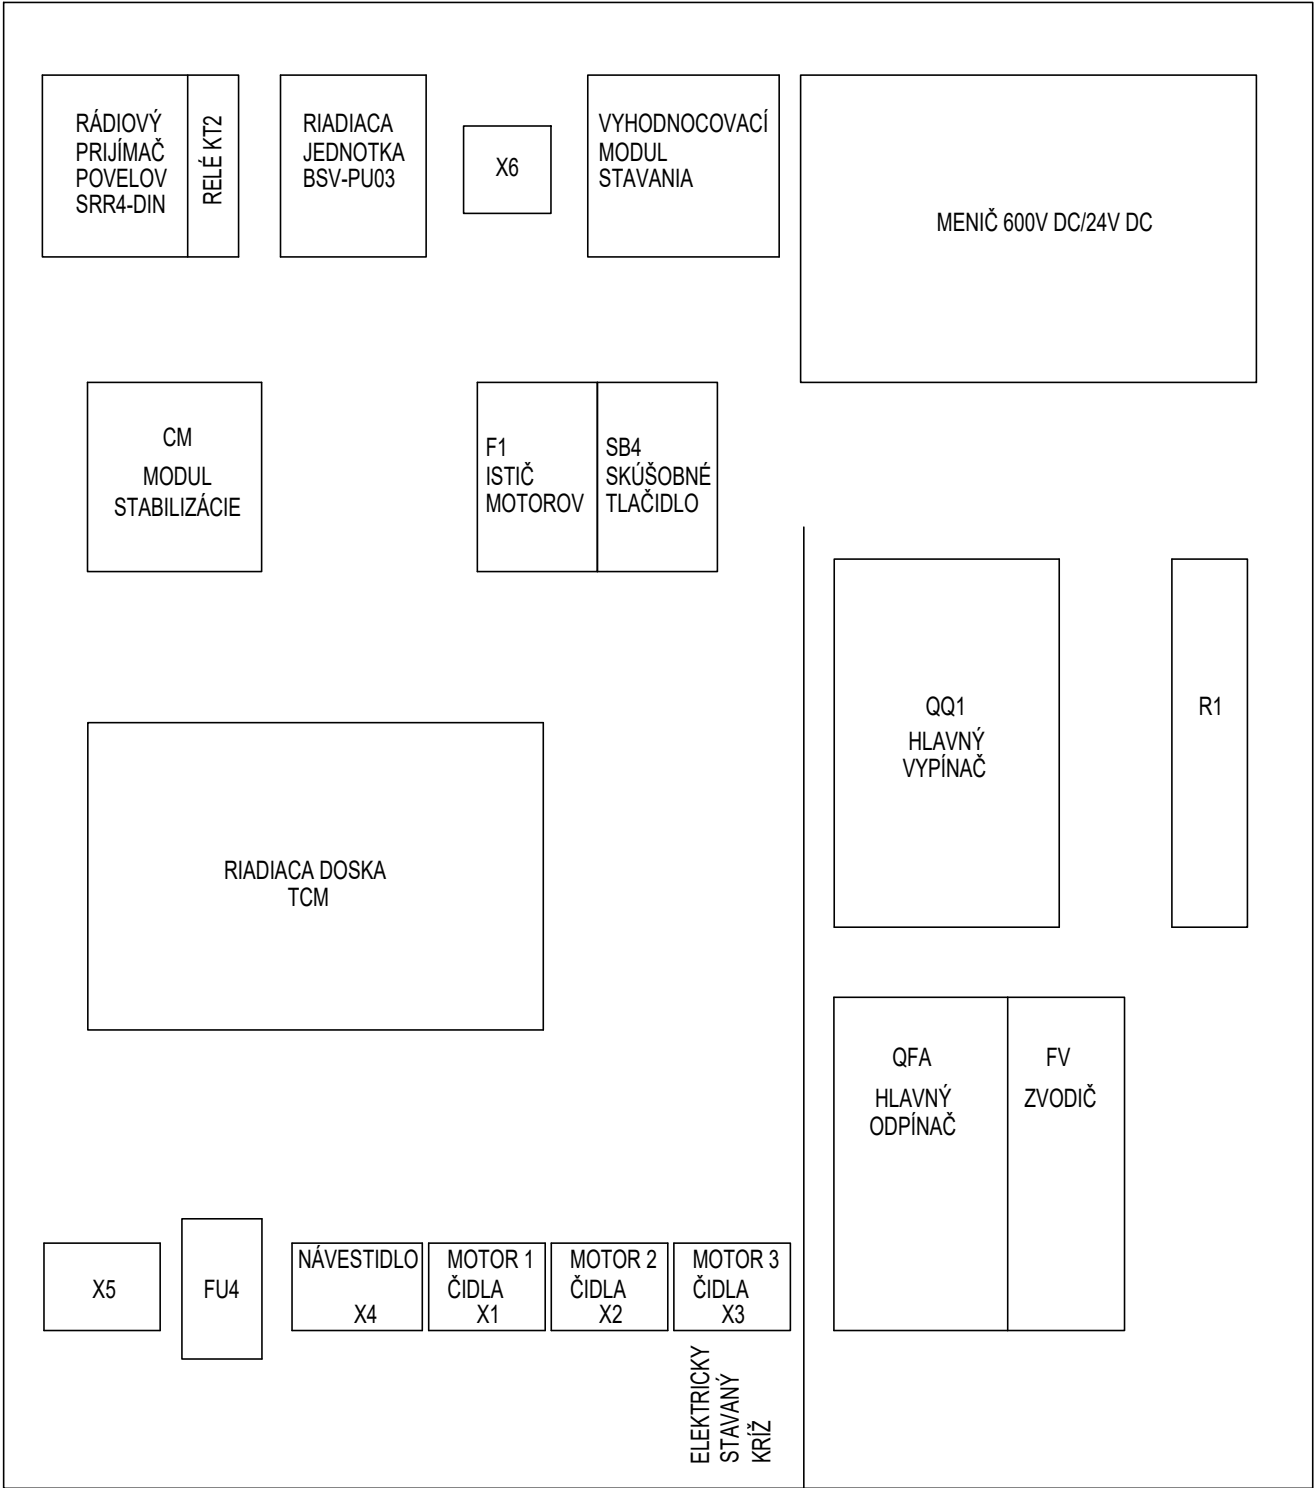 RÁDIOVÝ
PRIJÍMAČ
POVELOV
SRR4-DIN
RELÉ KT2
RIADIACA
JEDNOTKA
BSV-PU03
X6
VYHODNOCOVACÍ
MODUL
STAVANIA
MENIČ 600V DC/24V DC
CM
MODUL
STABILIZÁCIE
F1
ISTIČ
MOTOROV
SB4
SKÚŠOBNÉ
TLAČIDLO
QQ1
HLAVNÝ
VYPÍNAČ
R1
RIADIACA DOSKA
TCM
QFA
HLAVNÝ
ODPÍNAČ
FV
ZVODIČ
X5
FU4
NÁVESTIDLO
X4
MOTOR 1
ČIDLA
X1
MOTOR 2
ČIDLA
X2
MOTOR 3
ČIDLA
X3
ELEKTRICKY
STAVANÝ
KRÍŽ